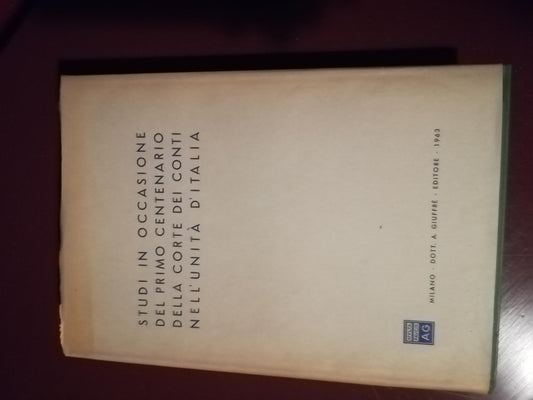 STUDI IN OCCASIONE
DEL PRIMO CENTENARIO
DELLA CORTE DEI CONTI
NELL'UNITÀ D'ITALIA
AG
MILANO - DOTT. A. GIUFFRÈ - EDITORE - 1963